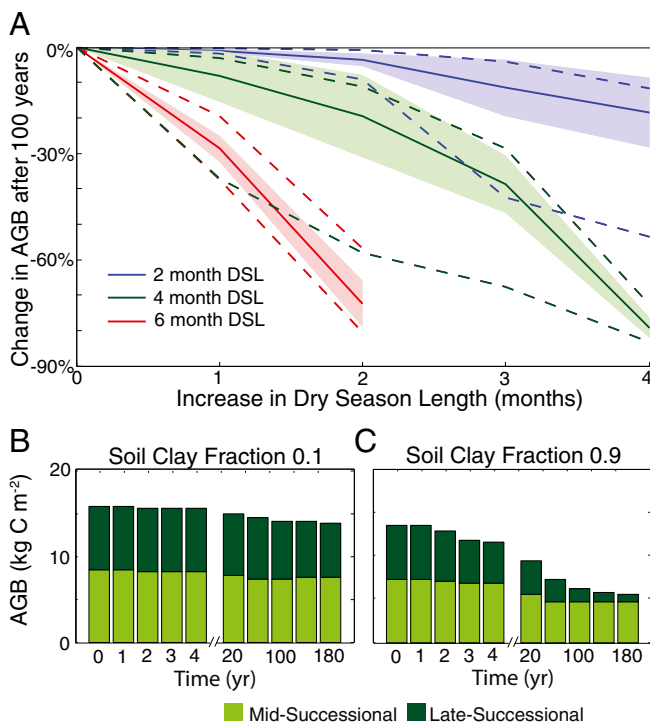 A
Change in AGB after 100 years
0%
-30%
-60%
-90%
2 month DSL
4 month DSL
6 month DSL
0 1 2 3 4
Increase in Dry Season Length (months)
B
Soil Clay Fraction 0.1
AGB (kg C m⁻²)
20
10
0
0 1 2 3 4 20 100 180
Time (yr)
C
Soil Clay Fraction 0.9
0 1 2 3 4 20 100 180
Time (yr)
Mid-Successional Late-Successional